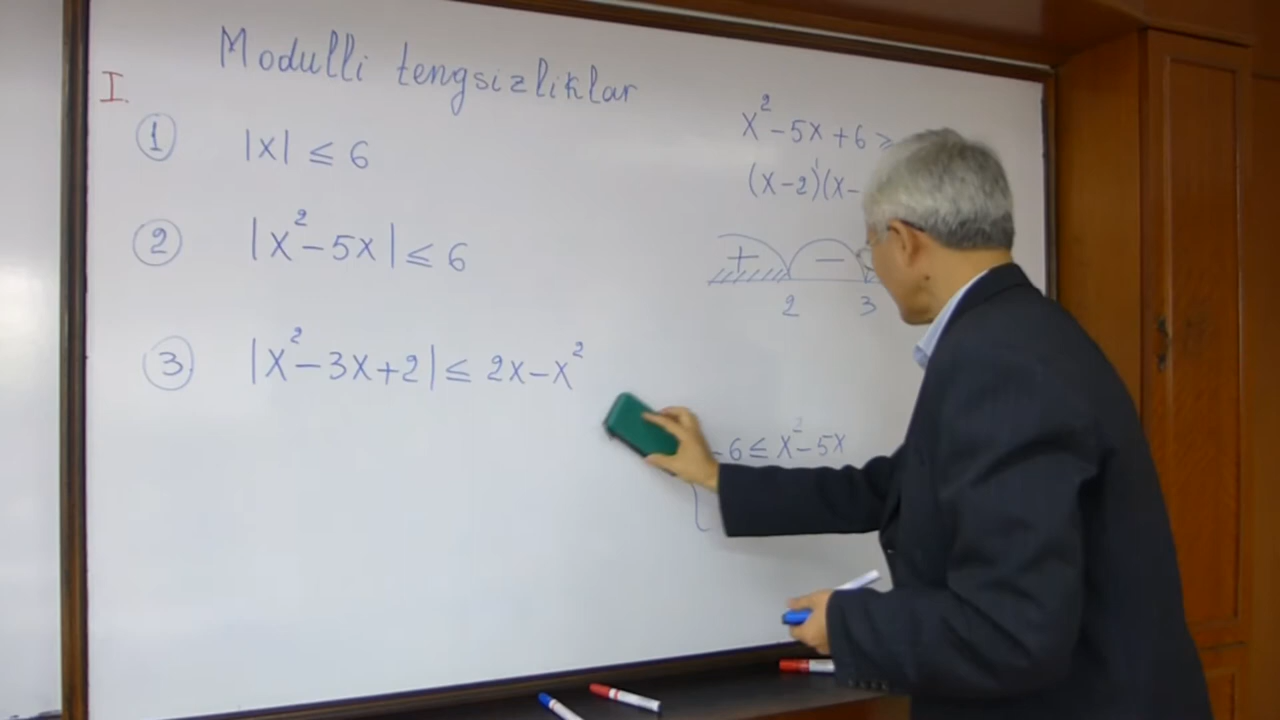 Modulli tengsizliklar
I.
1 |x| ≤ 6
2 |x² - 5x| ≤ 6
3 |x² - 3x + 2| ≤ 2x - x²
x² - 5x + 6 ≥
(x - 2)(x -
+ -
2 3
-6 ≤ x² - 5x